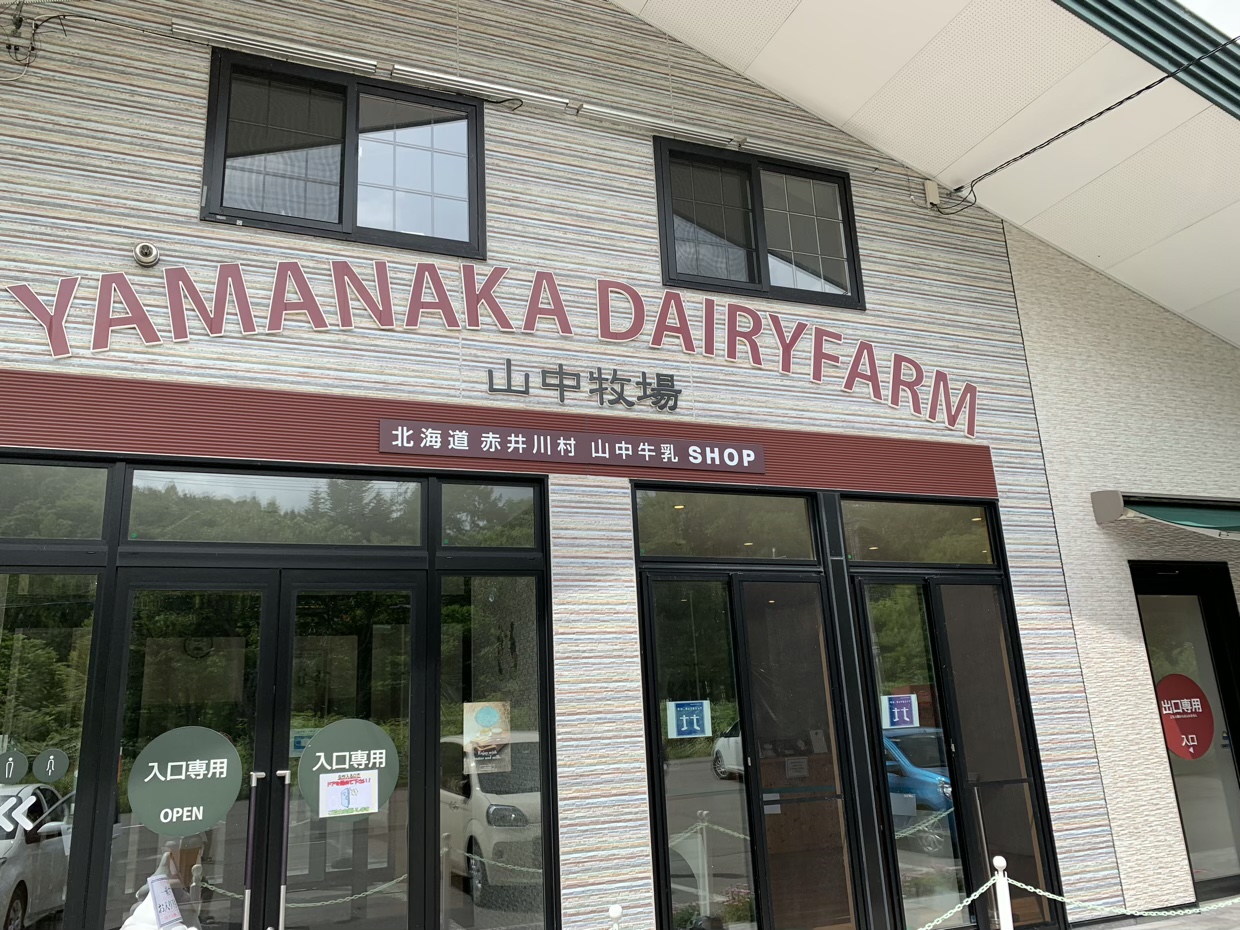 YAMANAKA DAIRYFARM
山中牧場
北海道 赤井川村 山中牛乳 SHOP
入口専用
OPEN
入口専用
出口専用
入口